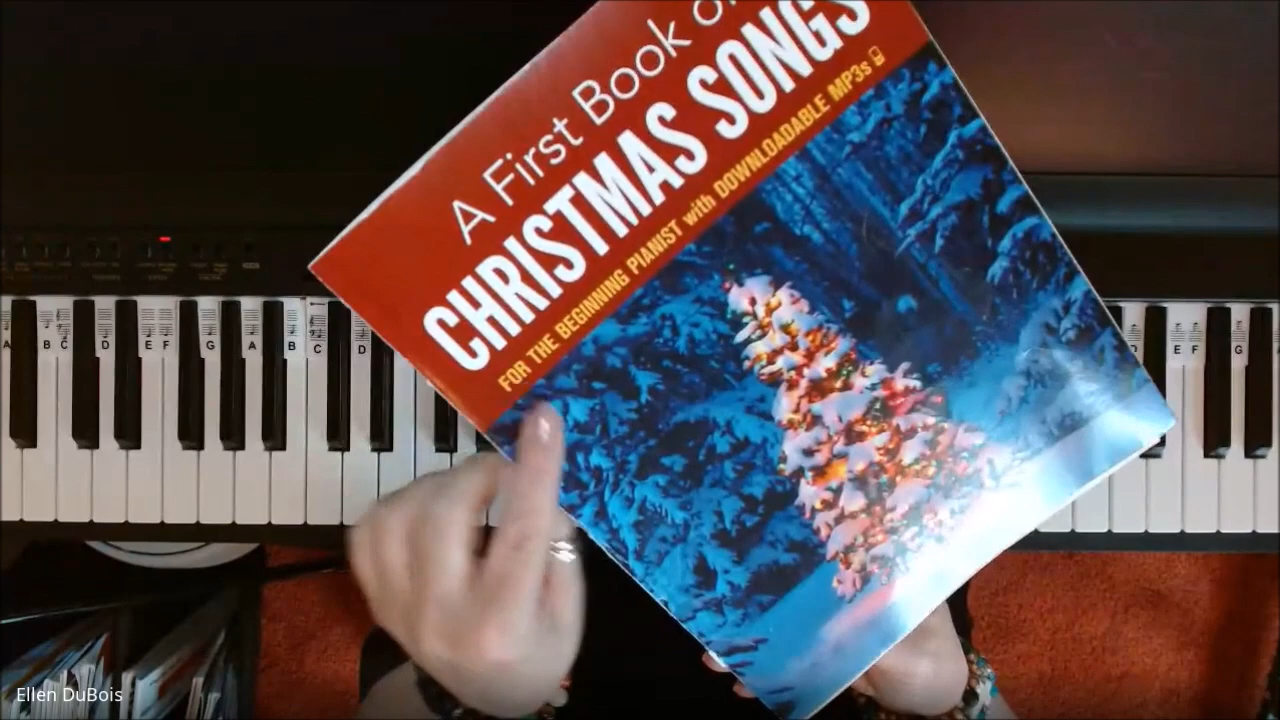 A First Book of
CHRISTMAS SONGS
FOR THE BEGINNING PIANIST with DOWNLOADABLE MP3s
A B C D E F G A B C D
D E F G
Ellen DuBois